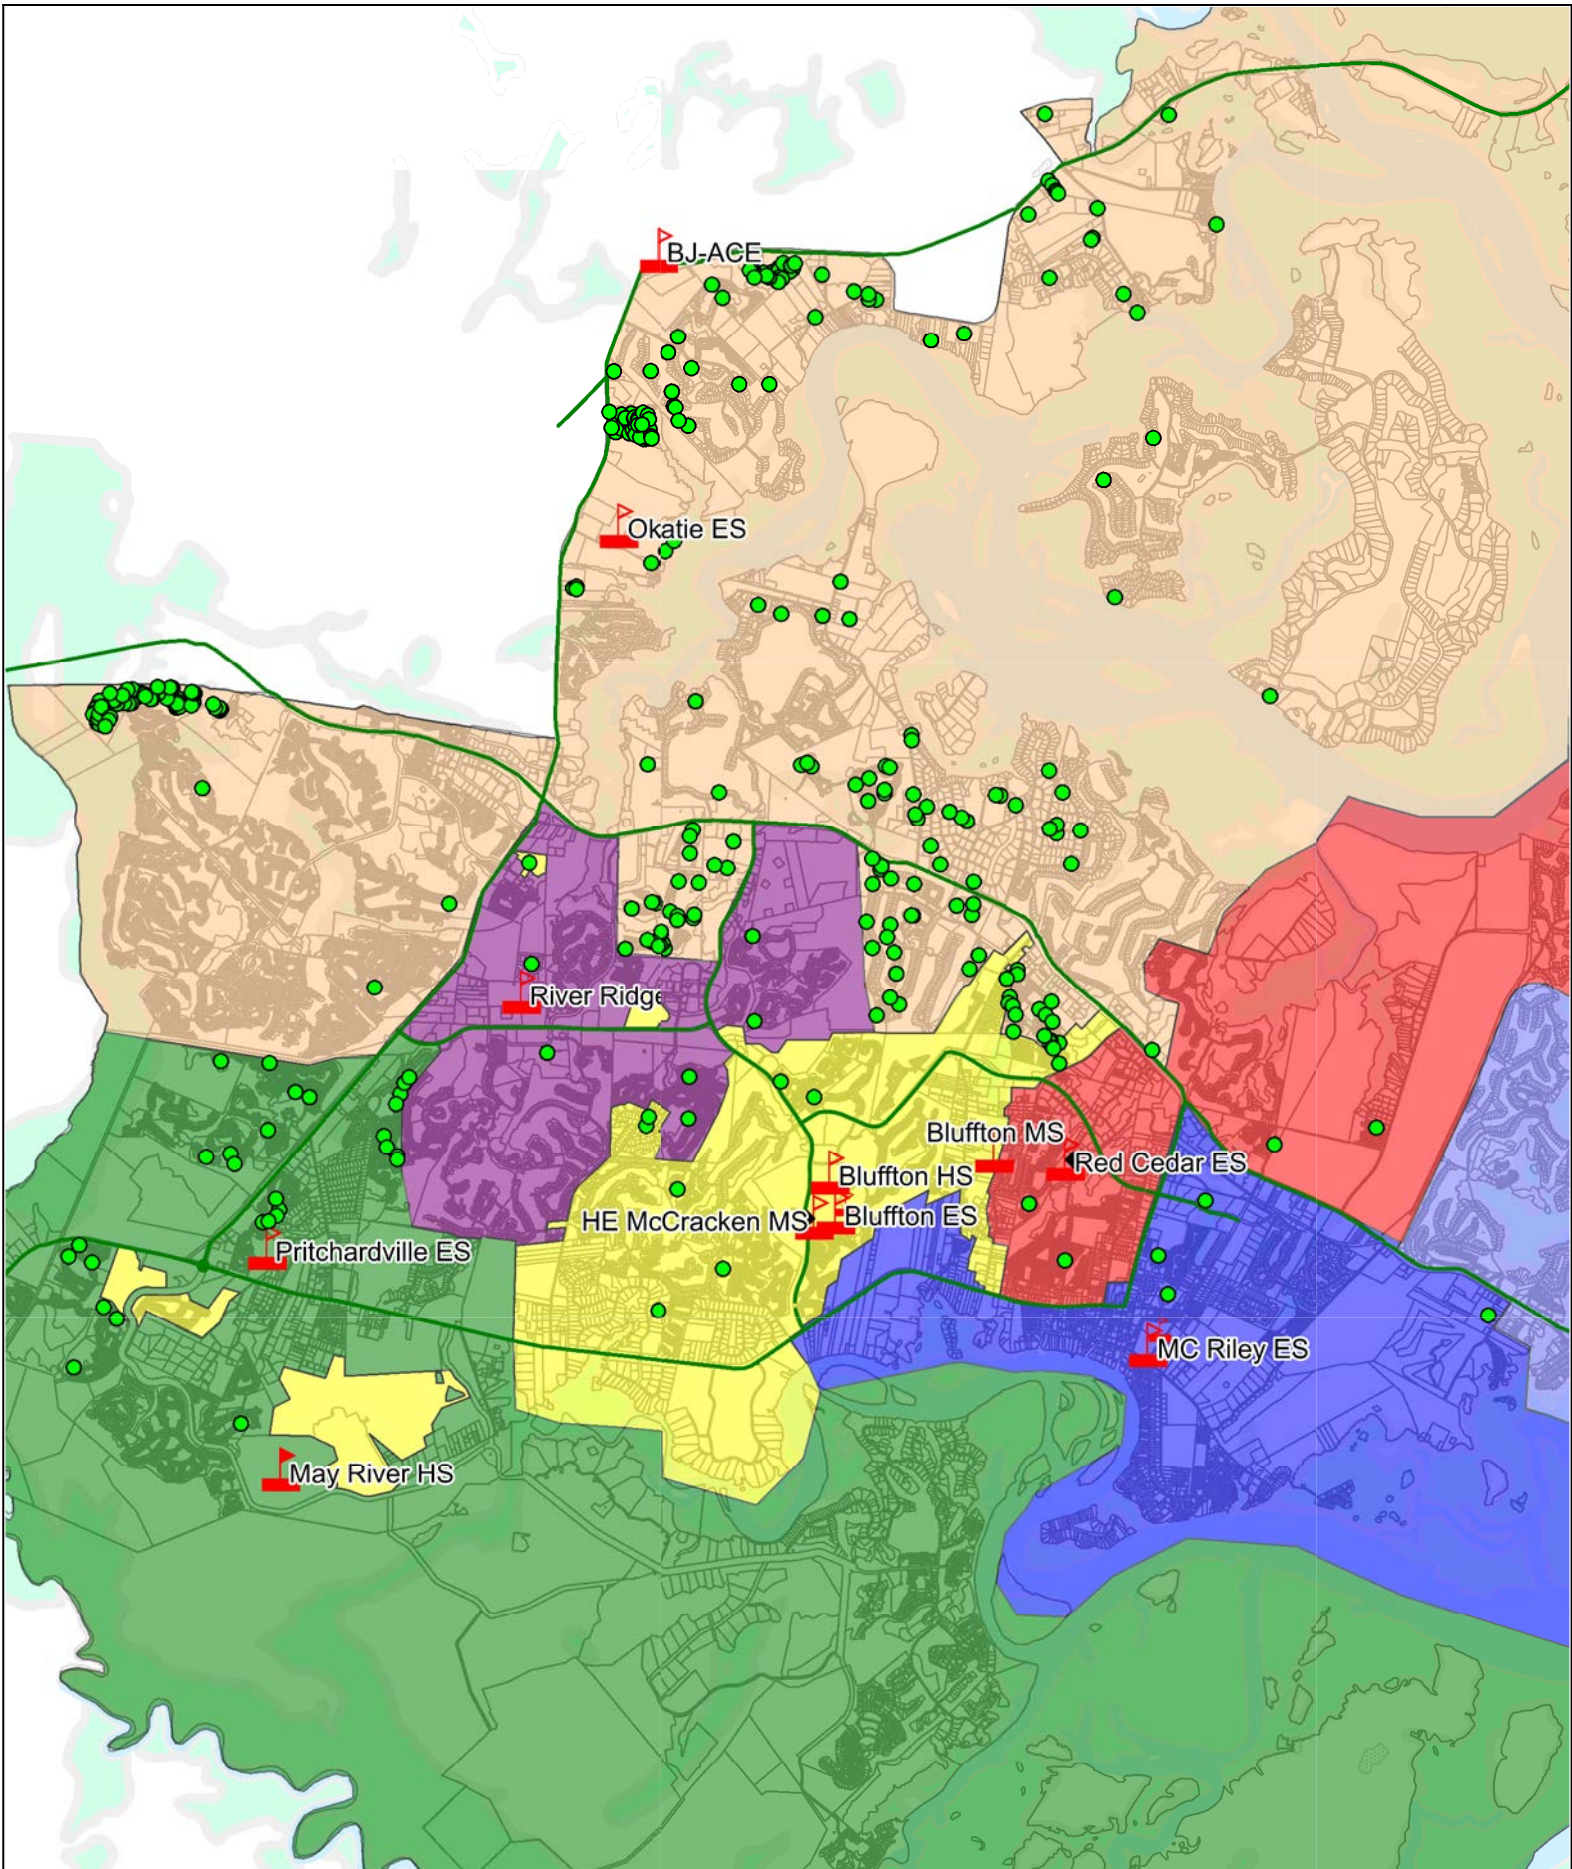 BJ-ACE
Okatie ES
River Ridge
Bluffton MS
Red Cedar ES
Bluffton HS
HE McCracken MS
Bluffton ES
Pritchardville ES
MC Riley ES
May River HS